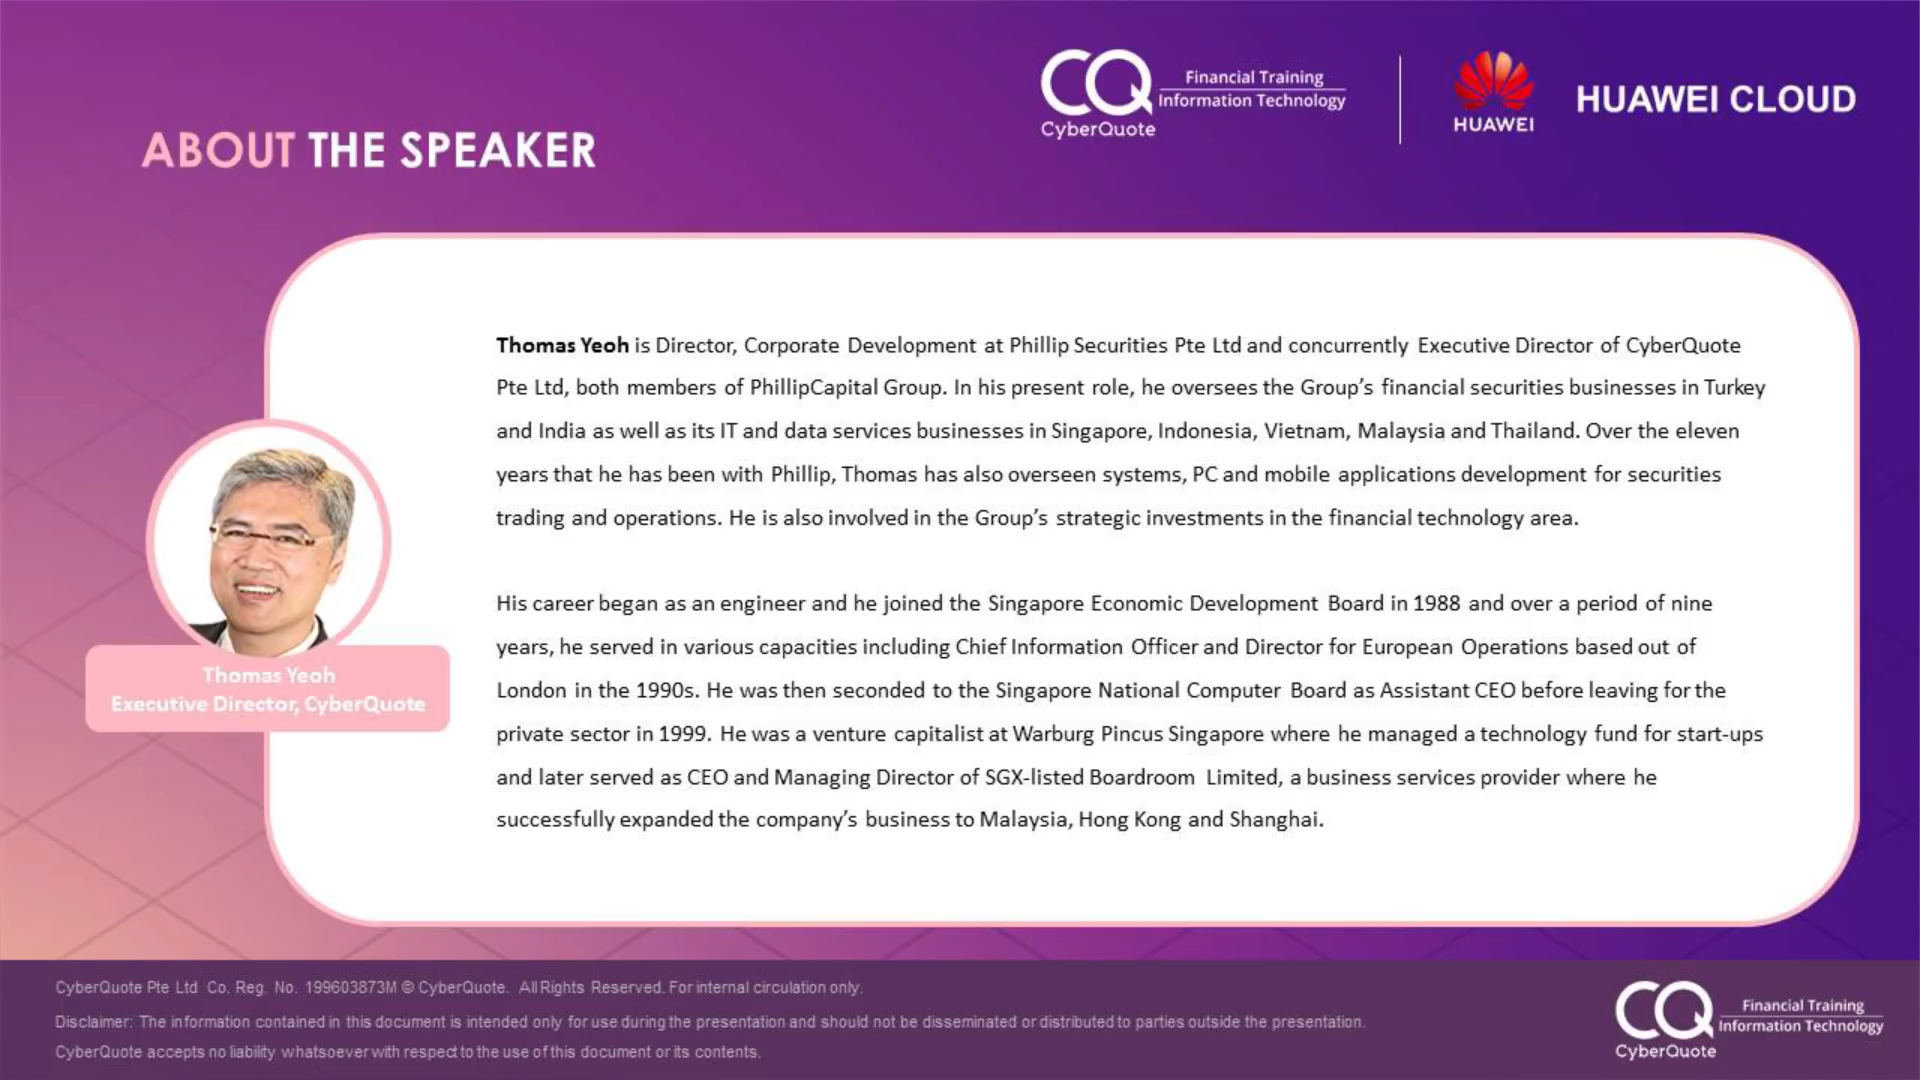 CQ
CyberQuote
Financial Training
Information Technology
HUAWEI
HUAWEI CLOUD
ABOUT THE SPEAKER
Thomas Yeoh is Director, Corporate Development at Phillip Securities Pte Ltd and concurrently Executive Director of CyberQuote
Pte Ltd, both members of PhillipCapital Group. In his present role, he oversees the Group’s financial securities businesses in Turkey
and India as well as its IT and data services businesses in Singapore, Indonesia, Vietnam, Malaysia and Thailand. Over the eleven
years that he has been with Phillip, Thomas has also overseen systems, PC and mobile applications development for securities
trading and operations. He is also involved in the Group’s strategic investments in the financial technology area.
His career began as an engineer and he joined the Singapore Economic Development Board in 1988 and over a period of nine
years, he served in various capacities including Chief Information Officer and Director for European Operations based out of
London in the 1990s. He was then seconded to the Singapore National Computer Board as Assistant CEO before leaving for the
private sector in 1999. He was a venture capitalist at Warburg Pincus Singapore where he managed a technology fund for start-ups
and later served as CEO and Managing Director of SGX-listed Boardroom Limited, a business services provider where he
successfully expanded the company’s business to Malaysia, Hong Kong and Shanghai.
Thomas Yeoh
Executive Director, CyberQuote
CyberQuote Pte Ltd Co. Reg. No. 199603873M © CyberQuote. All Rights Reserved. For internal circulation only.
Disclaimer: The information contained in this document is intended only for use during the presentation and should not be disseminated or distributed to parties outside the presentation.
CyberQuote accepts no liability whatsoever with respect to the use of this document or its contents.
CQ
CyberQuote
Financial Training
Information Technology